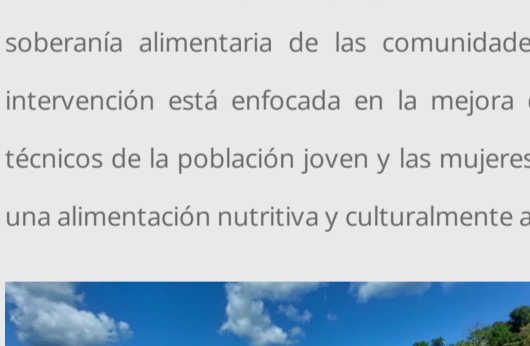 soberanía alimentaria de las comunidade
intervención está enfocada en la mejora
técnicos de la población joven y las mujeres
una alimentación nutritiva y culturalmente a